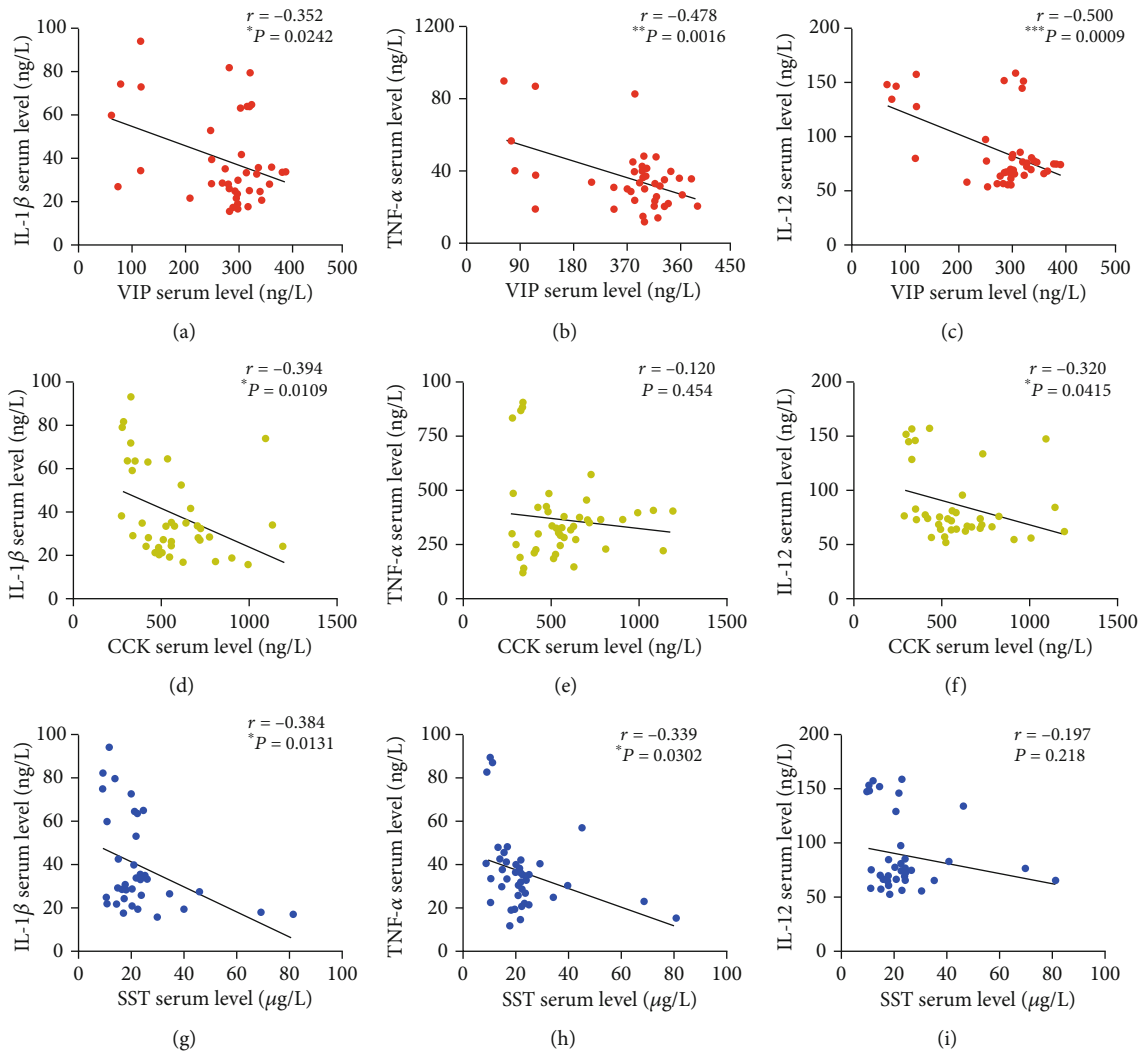 r = −0.352
*P = 0.0242
IL-1β serum level (ng/L)
100
80
60
40
20
0
0 100 200 300 400 500
VIP serum level (ng/L)
(a)
r = −0.478
**P = 0.0016
TNF-α serum level (ng/L)
1200
80
40
0
0 90 180 270 370 386 450
VIP serum level (ng/L)
(b)
r = −0.500
***P = 0.0009
IL-12 serum level (ng/L)
200
150
100
50
0
0 100 200 300 400 500
VIP serum level (ng/L)
(c)
r = −0.394
*P = 0.0109
IL-1β serum level (ng/L)
100
80
60
40
20
0
0 500 1000 1500
CCK serum level (ng/L)
(d)
r = −0.120
P = 0.454
TNF-α serum level (ng/L)
100
750
500
250
0
0 500 1000 1500
CCK serum level (ng/L)
(e)
r = −0.320
*P = 0.0415
IL-12 serum level (ng/L)
200
150
100
50
0
0 500 1000 1500
CCK serum level (ng/L)
(f)
r = −0.384
*P = 0.0131
IL-1β serum level (ng/L)
100
80
60
40
20
0
0 20 40 60 80 100
SST serum level (μg/L)
(g)
r = −0.339
*P = 0.0302
TNF-α serum level (ng/L)
100
80
60
40
20
0
0 20 40 60 80 100
SST serum level (μg/L)
(h)
r = −0.197
P = 0.218
IL-12 serum level (ng/L)
200
150
100
50
0
0 20 40 60 80 100
SST serum level (μg/L)
(i)